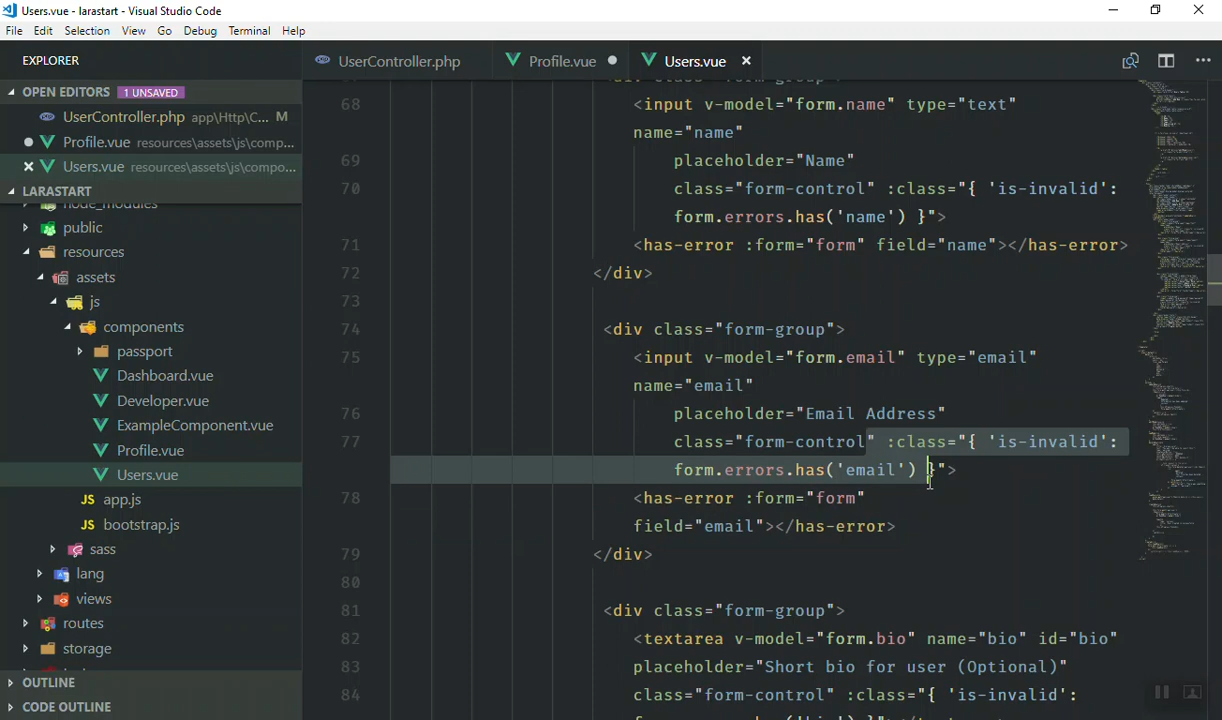 Users.vue - larastart - Visual Studio Code
File Edit Selection View Go Debug Terminal Help
EXPLORER
OPEN EDITORS 1 UNSAVED
UserController.php app\Http\C... M
Profile.vue resources\assets\js\comp...
Users.vue resources\assets\js\compo...
LARASTART
node_modules
public
resources
assets
js
components
passport
Dashboard.vue
Developer.vue
ExampleComponent.vue
Profile.vue
Users.vue
JS app.js
JS bootstrap.js
sass
lang
views
routes
storage
OUTLINE
CODE OUTLINE
UserController.php Profile.vue Users.vue
68 <input v-model="form.name" type="text"
name="name"
69 placeholder="Name"
70 class="form-control" :class="{ 'is-invalid':
form.errors.has('name') }">
71 <has-error :form="form" field="name"></has-error>
72 </div>
73
74 <div class="form-group">
75 <input v-model="form.email" type="email"
name="email"
76 placeholder="Email Address"
77 class="form-control" :class="{ 'is-invalid':
form.errors.has('email') }">
78 <has-error :form="form"
field="email"></has-error>
79 </div>
80
81 <div class="form-group">
82 <textarea v-model="form.bio" name="bio" id="bio"
83 placeholder="Short bio for user (Optional)"
84 class="form-control" :class="{ 'is-invalid':